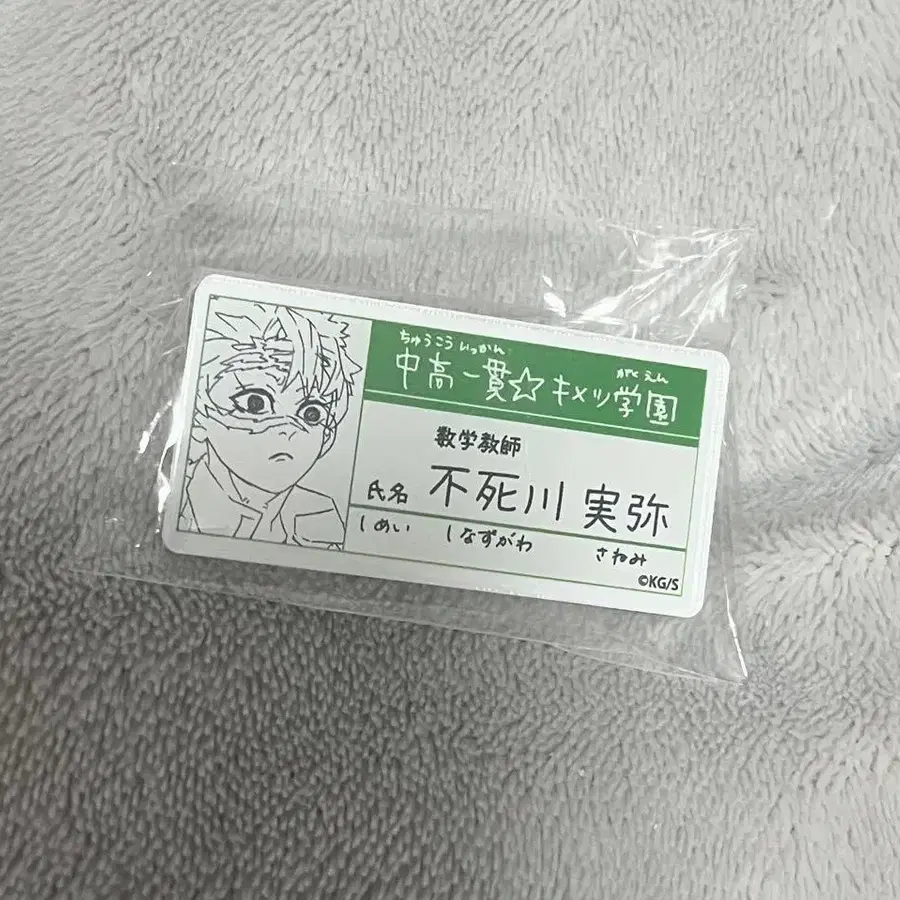 ちゅうこう いっかん がくえん
中高一貫☆キメツ学園
数学教師
氏名 不死川 実弥
しめい しなずがわ さねみ
©KG/S